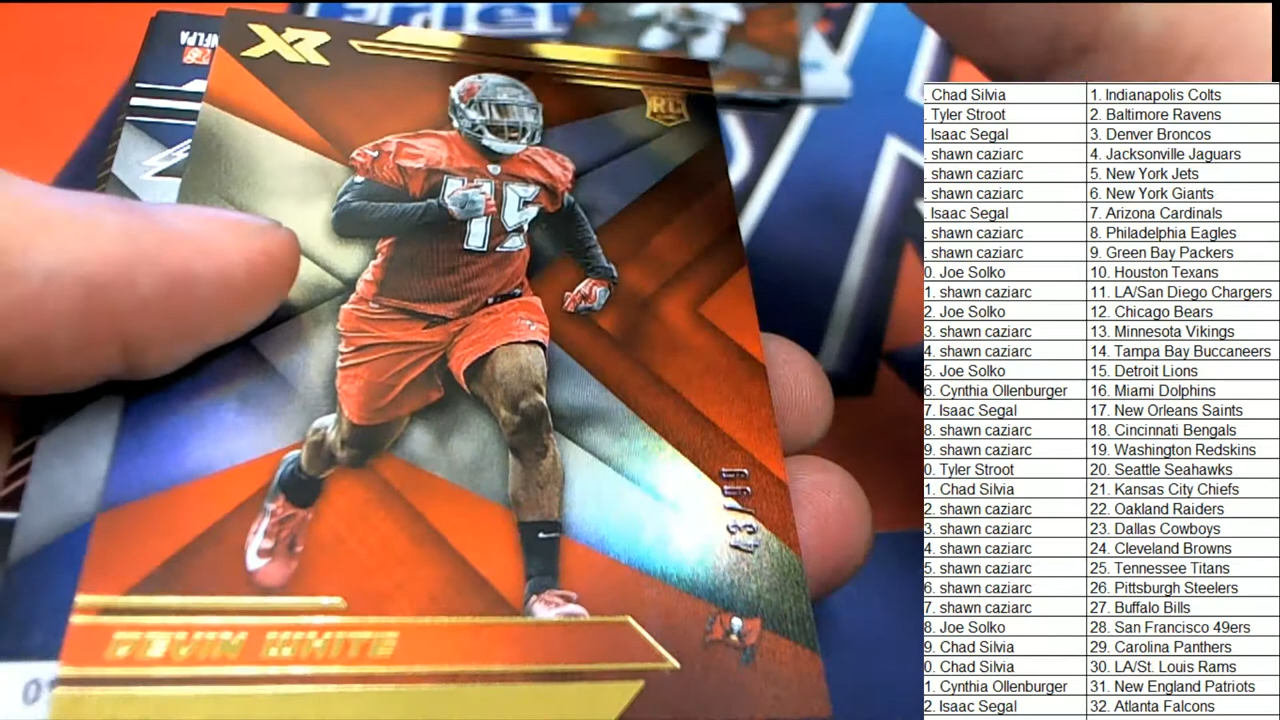 XR
RC
NFLPA
45
43/60
DEVIN WHITE
. Chad Silvia 1. Indianapolis Colts
. Tyler Stroot 2. Baltimore Ravens
. Isaac Segal 3. Denver Broncos
. shawn caziarc 4. Jacksonville Jaguars
. shawn caziarc 5. New York Jets
. shawn caziarc 6. New York Giants
. Isaac Segal 7. Arizona Cardinals
. shawn caziarc 8. Philadelphia Eagles
. shawn caziarc 9. Green Bay Packers
0. Joe Solko 10. Houston Texans
1. shawn caziarc 11. LA/San Diego Chargers
2. Joe Solko 12. Chicago Bears
3. shawn caziarc 13. Minnesota Vikings
4. shawn caziarc 14. Tampa Bay Buccaneers
5. Joe Solko 15. Detroit Lions
6. Cynthia Ollenburger 16. Miami Dolphins
7. Isaac Segal 17. New Orleans Saints
8. shawn caziarc 18. Cincinnati Bengals
9. shawn caziarc 19. Washington Redskins
0. Tyler Stroot 20. Seattle Seahawks
1. Chad Silvia 21. Kansas City Chiefs
2. shawn caziarc 22. Oakland Raiders
3. shawn caziarc 23. Dallas Cowboys
4. shawn caziarc 24. Cleveland Browns
5. shawn caziarc 25. Tennessee Titans
6. shawn caziarc 26. Pittsburgh Steelers
7. shawn caziarc 27. Buffalo Bills
8. Joe Solko 28. San Francisco 49ers
9. Chad Silvia 29. Carolina Panthers
0. Chad Silvia 30. LA/St. Louis Rams
1. Cynthia Ollenburger 31. New England Patriots
2. Isaac Segal 32. Atlanta Falcons